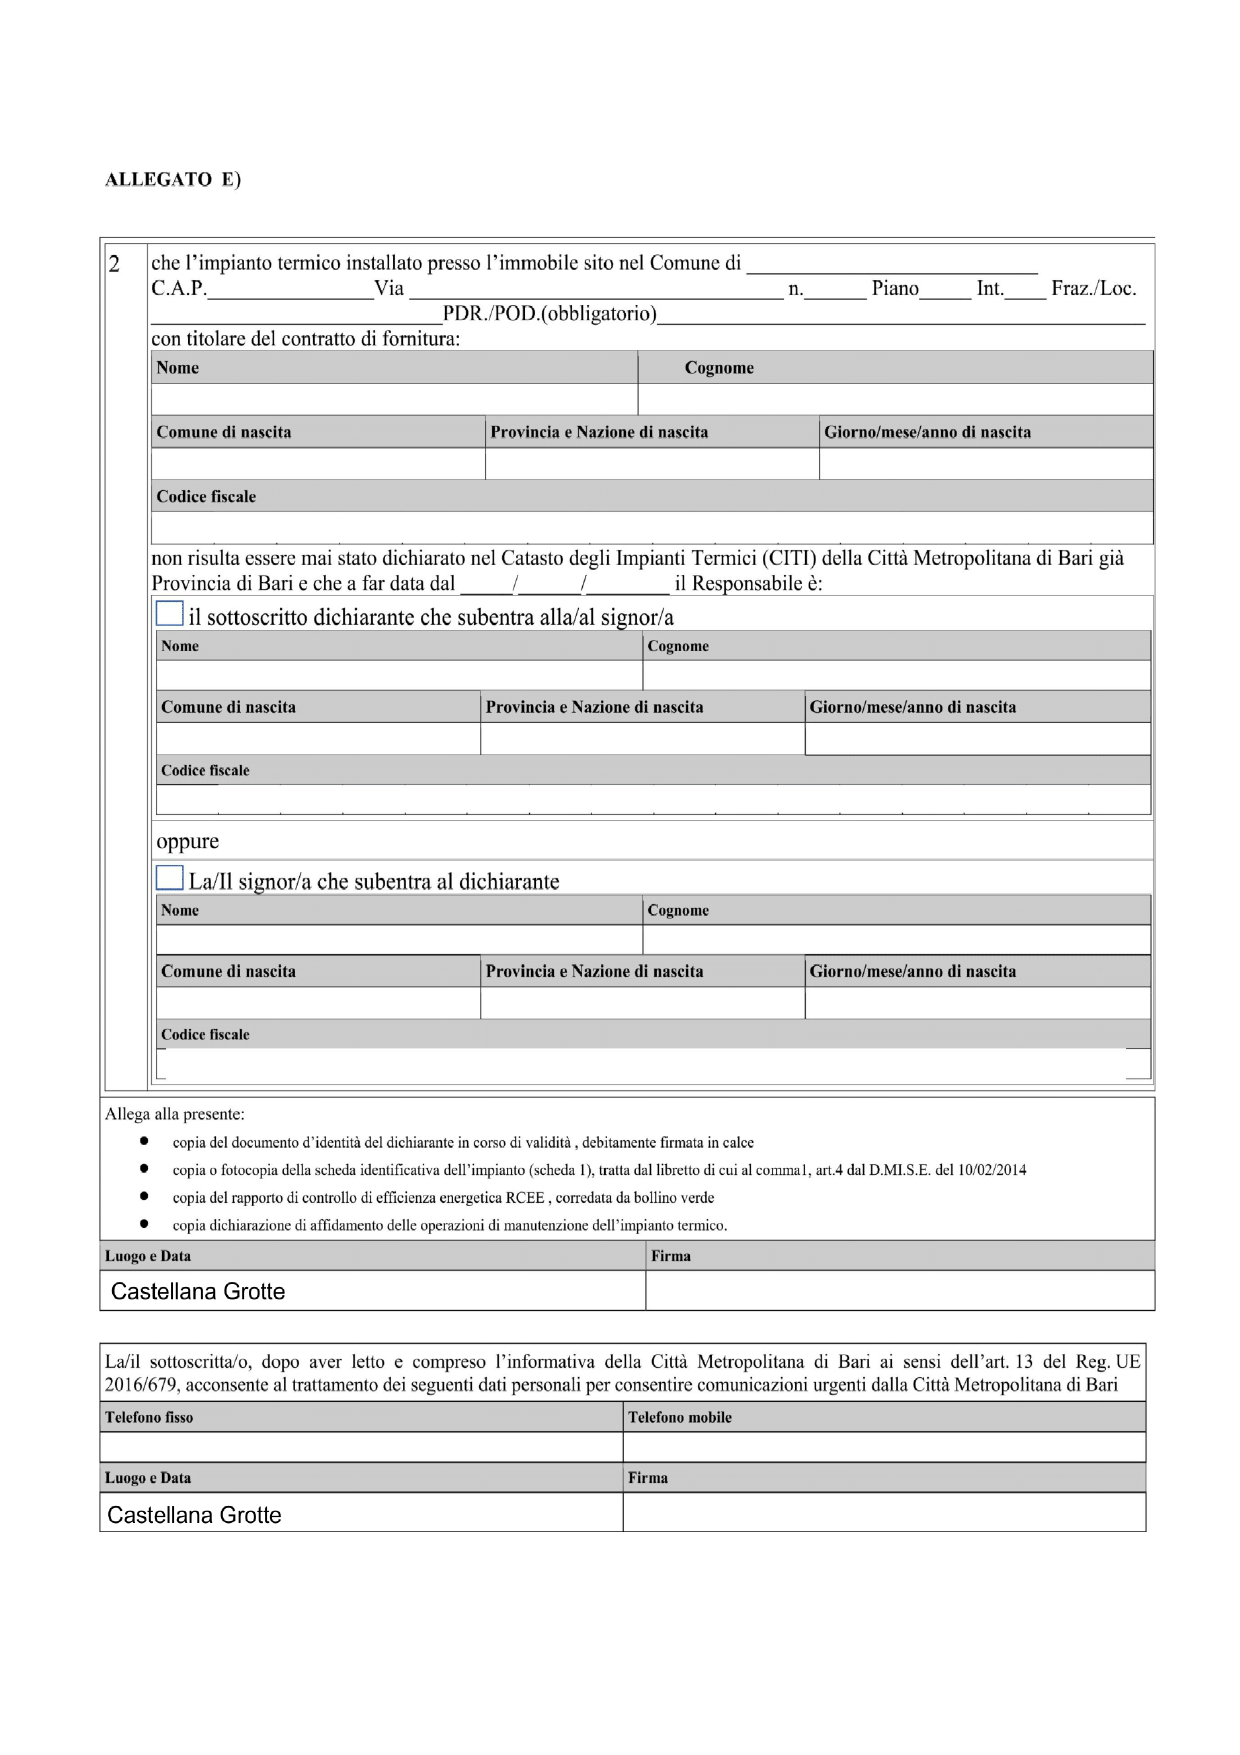 ALLEGATO E)
2
che l’impianto termico installato presso l’immobile sito nel Comune di ____________________________
C.A.P.________________Via ____________________________________ n.______ Piano_____ Int.____ Fraz./Loc.
____________________________PDR./POD.(obbligatorio)_______________________________________________
con titolare del contratto di fornitura:
Nome Cognome
Comune di nascita Provincia e Nazione di nascita Giorno/mese/anno di nascita
Codice fiscale
non risulta essere mai stato dichiarato nel Catasto degli Impianti Termici (CITI) della Città Metropolitana di Bari già
Provincia di Bari e che a far data dal _____/______/________ il Responsabile è:
il sottoscritto dichiarante che subentra alla/al signor/a
Nome Cognome
Comune di nascita Provincia e Nazione di nascita Giorno/mese/anno di nascita
Codice fiscale
oppure
La/Il signor/a che subentra al dichiarante
Nome Cognome
Comune di nascita Provincia e Nazione di nascita Giorno/mese/anno di nascita
Codice fiscale
Allega alla presente:
● copia del documento d’identità del dichiarante in corso di validità , debitamente firmata in calce
● copia o fotocopia della scheda identificativa dell’impianto (scheda 1), tratta dal libretto di cui al comma1, art.4 dal D.MI.S.E. del 10/02/2014
● copia del rapporto di controllo di efficienza energetica RCEE , corredata da bollino verde
● copia dichiarazione di affidamento delle operazioni di manutenzione dell’impianto termico.
Luogo e Data Firma
Castellana Grotte
La/il sottoscritta/o, dopo aver letto e compreso l’informativa della Città Metropolitana di Bari ai sensi dell’art. 13 del Reg. UE
2016/679, acconsente al trattamento dei seguenti dati personali per consentire comunicazioni urgenti dalla Città Metropolitana di Bari
Telefono fisso Telefono mobile
Luogo e Data Firma
Castellana Grotte